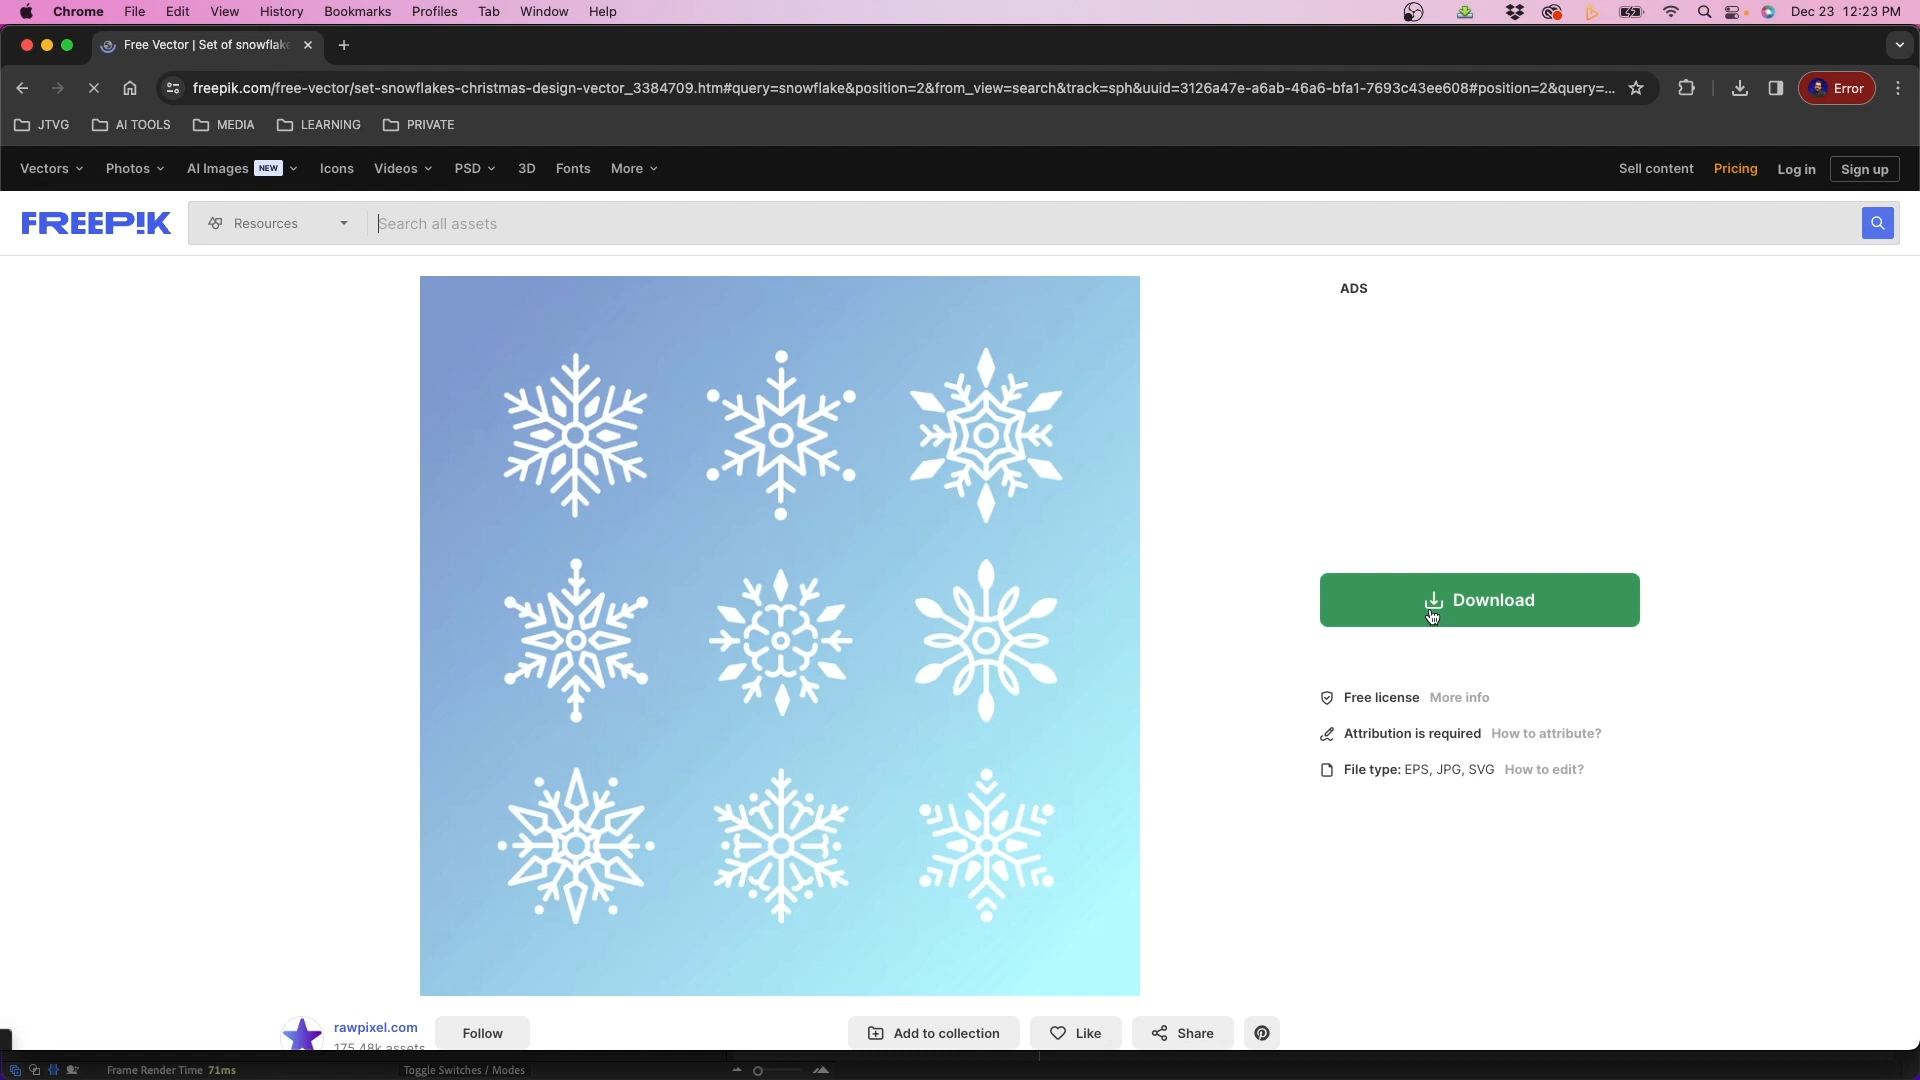 Chrome File Edit View History Bookmarks Profiles Tab Window Help Dec 23 12:23 PM
Free Vector | Set of snowflak
freepik.com/free-vector/set-snowflakes-christmas-design-vector_3384709.htm#query=snowflake&position=2&from_view=search&track=sph&uuid=3126a47e-a6ab-46a6-bfa1-7693c43ee608#position=2&query=... Error
JTVG AI TOOLS MEDIA LEARNING PRIVATE
Vectors Photos AI Images NEW Icons Videos PSD 3D Fonts More Sell content Pricing Log in Sign up
FREEPIK Resources Search all assets
ADS
Download
Free license More info
Attribution is required How to attribute?
File type: EPS, JPG, SVG How to edit?
rawpixel.com Follow Add to collection Like Share
175.48k assets
Frame Render Time 71ms Toggle Switches / Modes